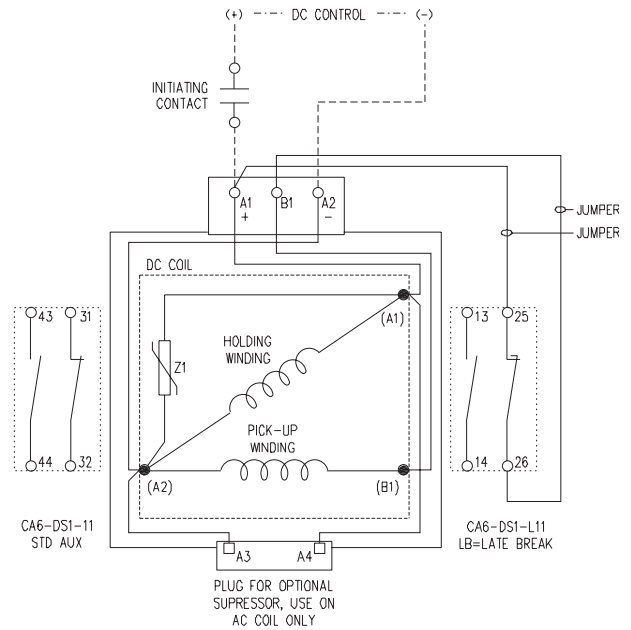 (+) DC CONTROL (-)
INITIATING
CONTACT
A1 B1 A2
+ -
JUMPER
JUMPER
DC COIL
43 31
(A1)
13 25
HOLDING
WINDING
Z1
PICK-UP
WINDING
44 32
(A2)
(B1)
14 26
CA6-DS1-11
STD AUX
CA6-DS1-L11
LB=LATE BREAK
A3 A4
PLUG FOR OPTIONAL
SUPRESSOR, USE ON
AC COIL ONLY